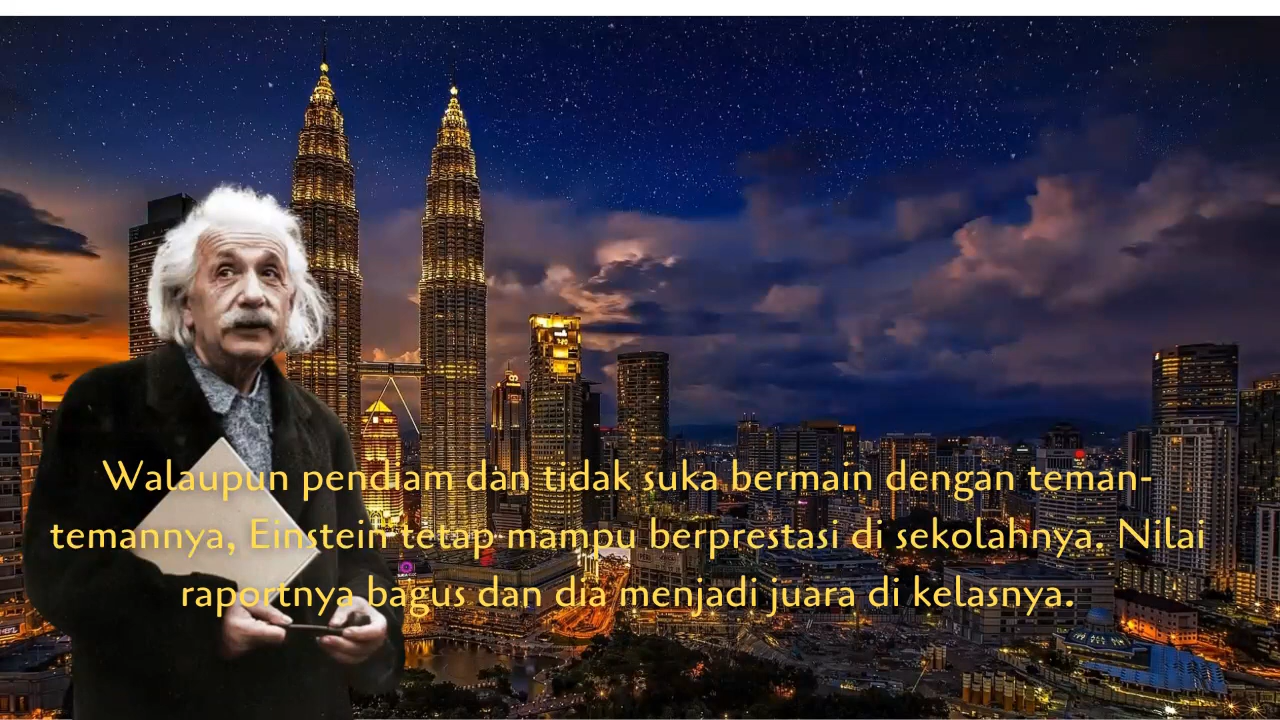 Walaupun pendiam dan tidak suka bermain dengan teman-
temannya, Einstein tetap mampu berprestasi di sekolahnya. Nilai
raportnya bagus dan dia menjadi juara di kelasnya.